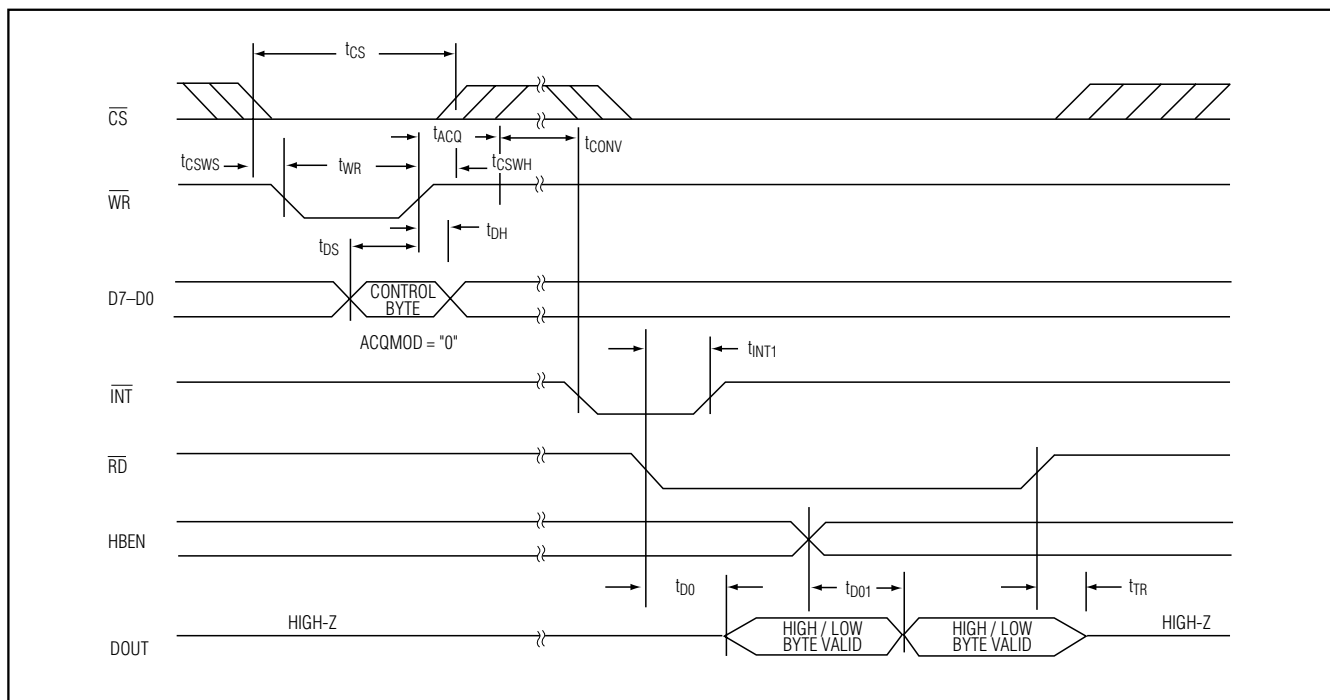 tCS
CS
tACQ
tCONV
tCSWS
tWR
tCSWH
WR
tDS
tDH
D7–D0
CONTROL
BYTE
ACQMOD = "0"
tINT1
INT
RD
HBEN
tD0
tD01
tTR
HIGH-Z
HIGH / LOW
BYTE VALID
HIGH / LOW
BYTE VALID
HIGH-Z
DOUT